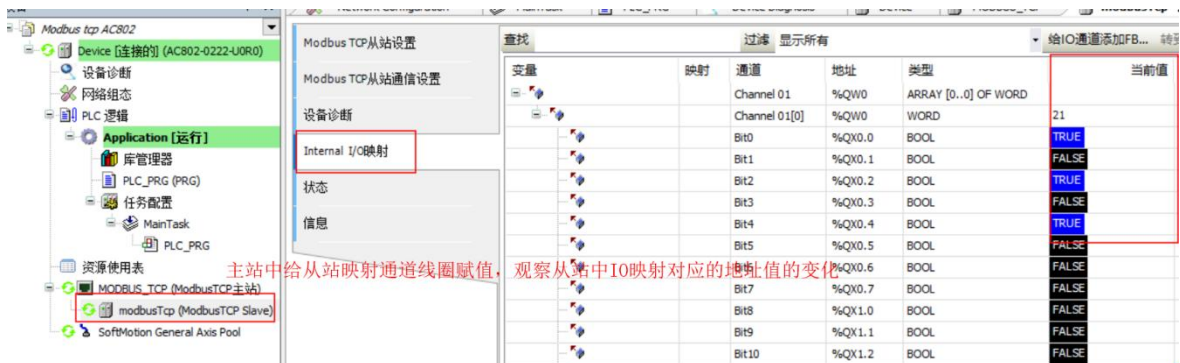 Modbus tcp AC802
Device [连接的] (AC802-0222-U0R0)
设备诊断
网络组态
PLC 逻辑
Application [运行]
库管理器
PLC_PRG (PRG)
任务配置
MainTask
PLC_PRG
资源使用表
MODBUS_TCP (ModbusTCP主站)
modbusTcp (ModbusTCP Slave)
SoftMotion General Axis Pool
Modbus TCP从站设置
Modbus TCP从站通信设置
设备诊断
Internal I/O映射
状态
信息
查找 过滤 显示所有 给IO通道添加FB...
变量 映射 通道 地址 类型 当前值
Channel 01 %QW0 ARRAY [0..0] OF WORD
Channel 01[0] %QW0 WORD 21
Bit0 %QX0.0 BOOL TRUE
Bit1 %QX0.1 BOOL FALSE
Bit2 %QX0.2 BOOL TRUE
Bit3 %QX0.3 BOOL FALSE
Bit4 %QX0.4 BOOL TRUE
Bit5 %QX0.5 BOOL FALSE
主站中给从站映射通道线圈赋值，观察从站中IO映射对应的地址值的变化
%QX0.6 BOOL FALSE
Bit7 %QX0.7 BOOL FALSE
Bit8 %QX1.0 BOOL FALSE
Bit9 %QX1.1 BOOL FALSE
Bit10 %QX1.2 BOOL FALSE